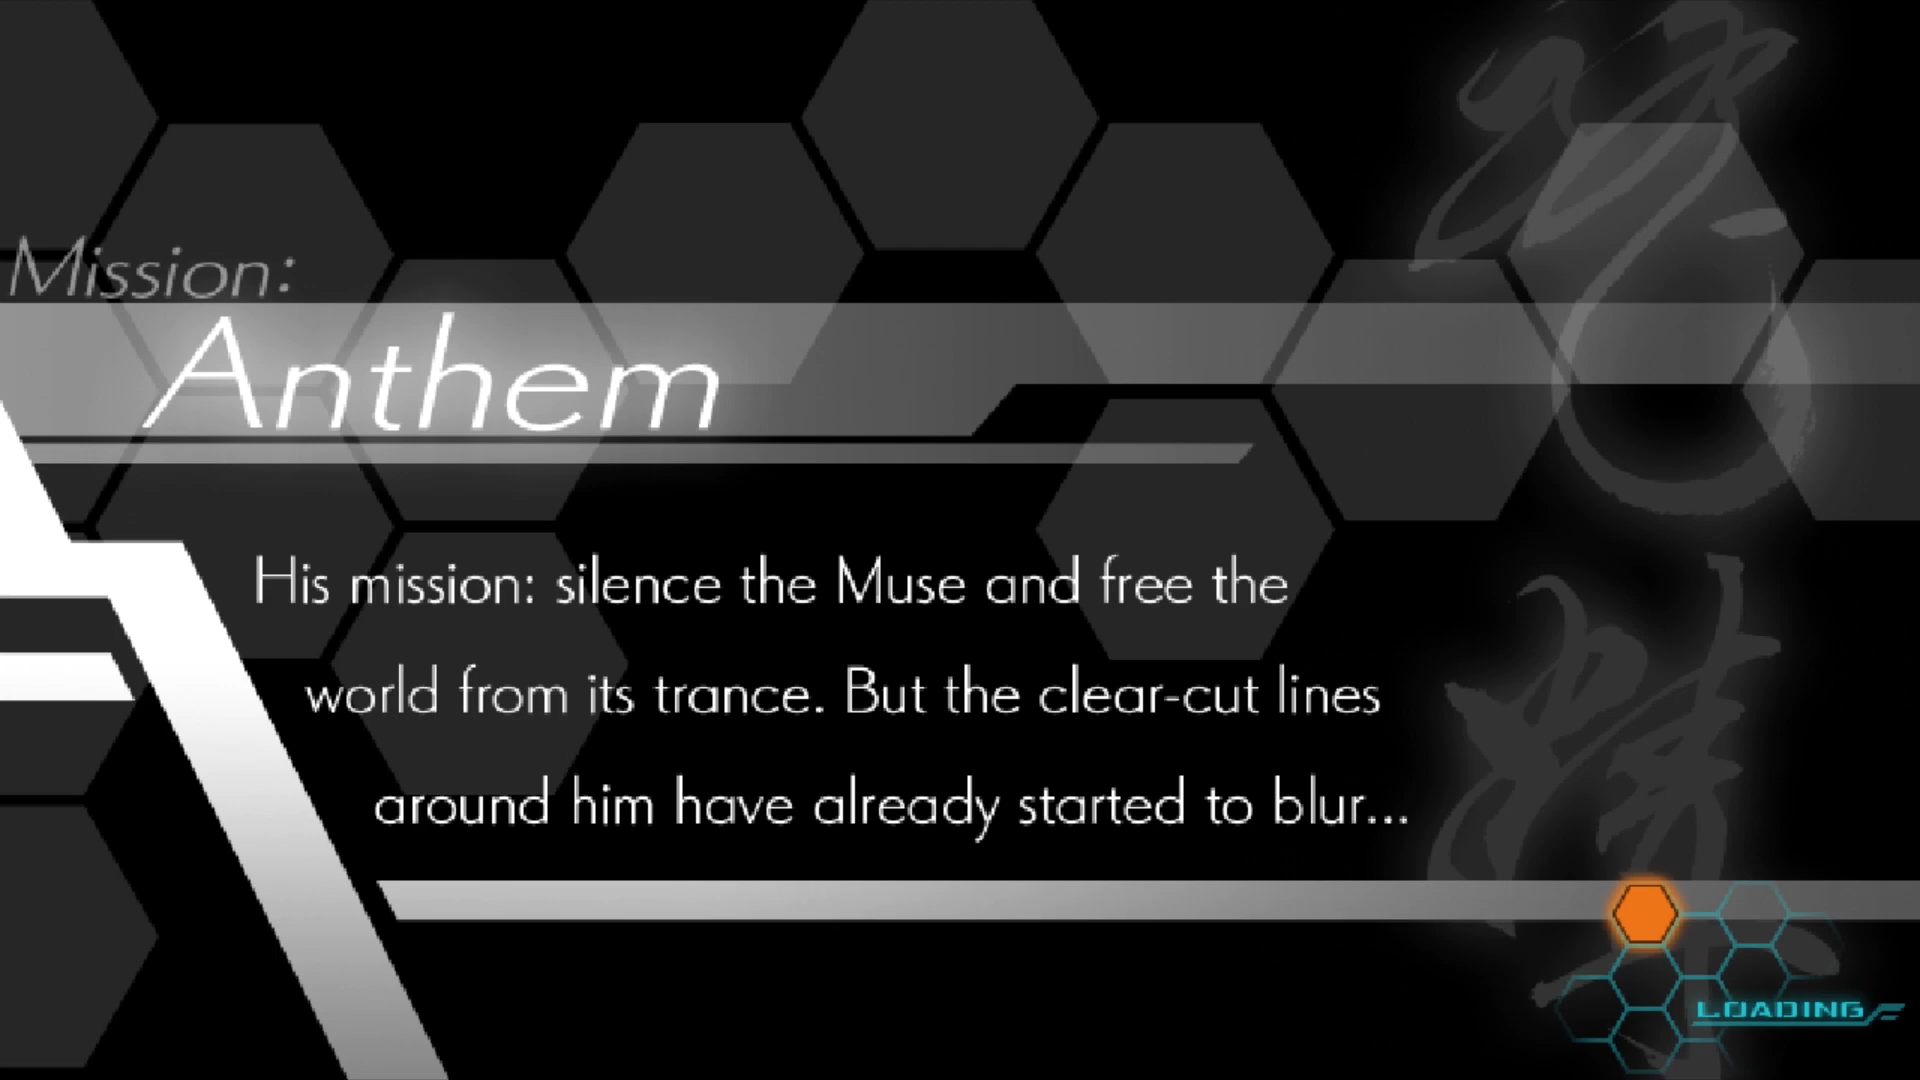 Mission:
Anthem
His mission: silence the Muse and free the
world from its trance. But the clear-cut lines
around him have already started to blur...
LOADING